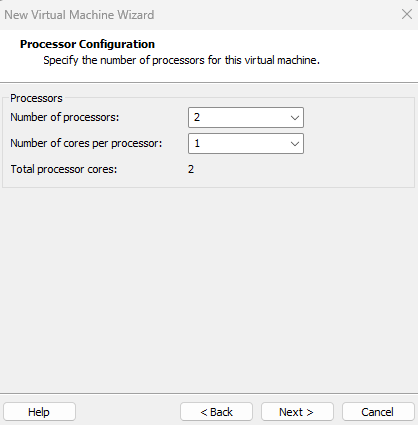 New Virtual Machine Wizard
Processor Configuration
Specify the number of processors for this virtual machine.
Processors
Number of processors: 2
Number of cores per processor: 1
Total processor cores: 2
Help < Back Next > Cancel